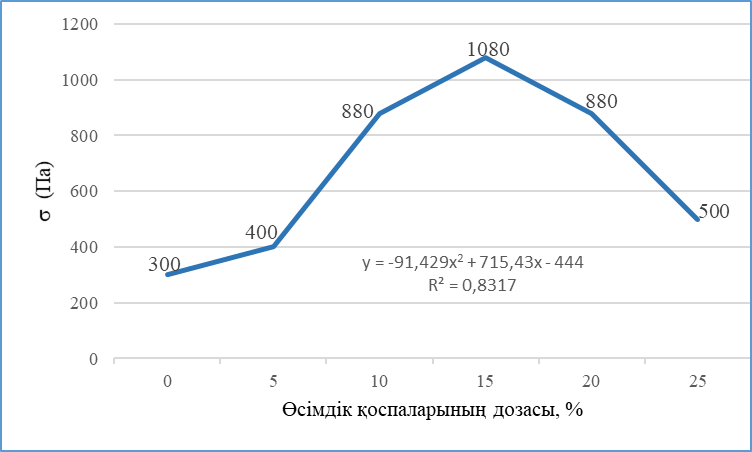 1200
1000
800
600
400
200
0
σ (Па)
300
400
880
1080
880
500
y = -91,429x² + 715,43x - 444
R² = 0,8317
0 5 10 15 20 25
Өсімдік қоспаларының дозасы, %